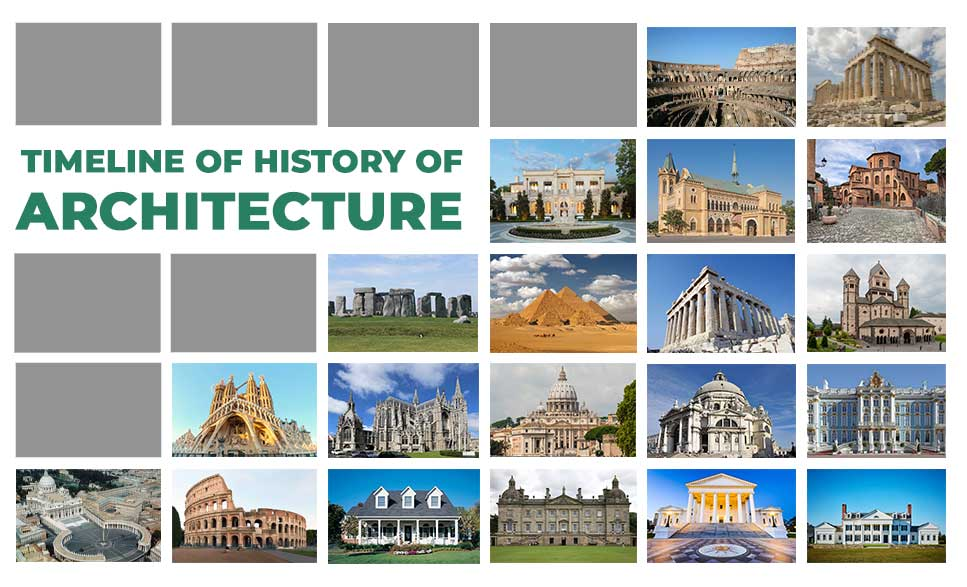 TIMELINE OF HISTORY OF
ARCHITECTURE